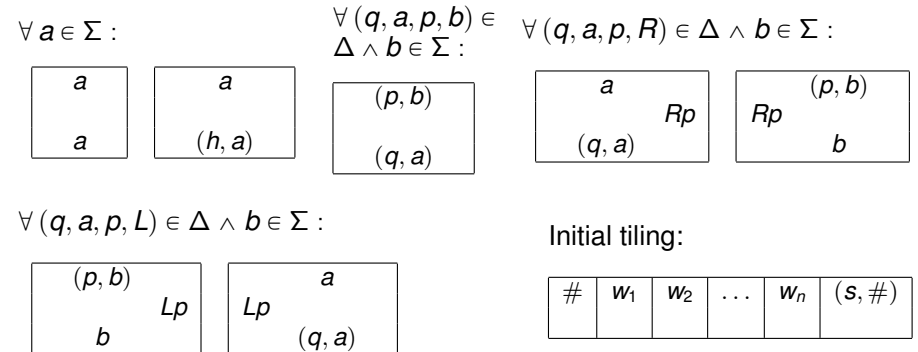 ∀ a ∈ Σ :
a
a
a
(h, a)
∀ (q, a, p, b) ∈
Δ ∧ b ∈ Σ :
(p, b)
(q, a)
∀ (q, a, p, R) ∈ Δ ∧ b ∈ Σ :
a
Rp
(q, a)
(p, b)
Rp
b
∀ (q, a, p, L) ∈ Δ ∧ b ∈ Σ :
(p, b)
Lp
b
a
Lp
(q, a)
Initial tiling:
# w₁ w₂ . . . wₙ (s, #)